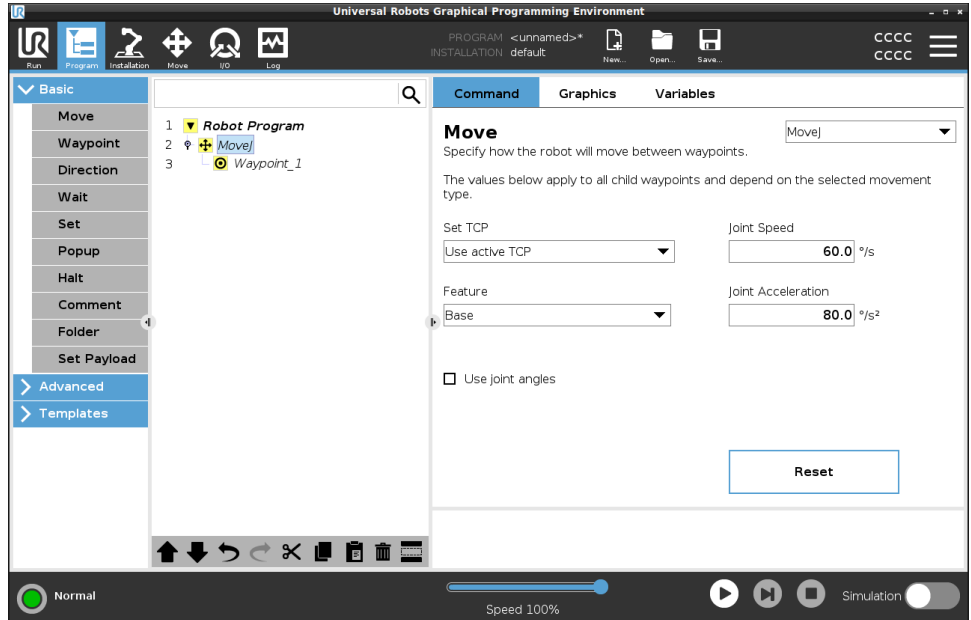 Universal Robots Graphical Programming Environment
UR
Run
Program
Installation
Move
I/O
Log
PROGRAM <unnamed>*
INSTALLATION default
New...
Open...
Save...
CCCC
CCCC
Basic
Move
Waypoint
Direction
Wait
Set
Popup
Halt
Comment
Folder
Set Payload
Advanced
Templates
1 Robot Program
2 MoveJ
3 Waypoint_1
Command Graphics Variables
Move
MoveJ
Specify how the robot will move between waypoints.
The values below apply to all child waypoints and depend on the selected movement
type.
Set TCP
Joint Speed
Use active TCP
60.0 °/s
Feature
Joint Acceleration
Base
80.0 °/s²
Use joint angles
Reset
Normal
Speed 100%
Simulation